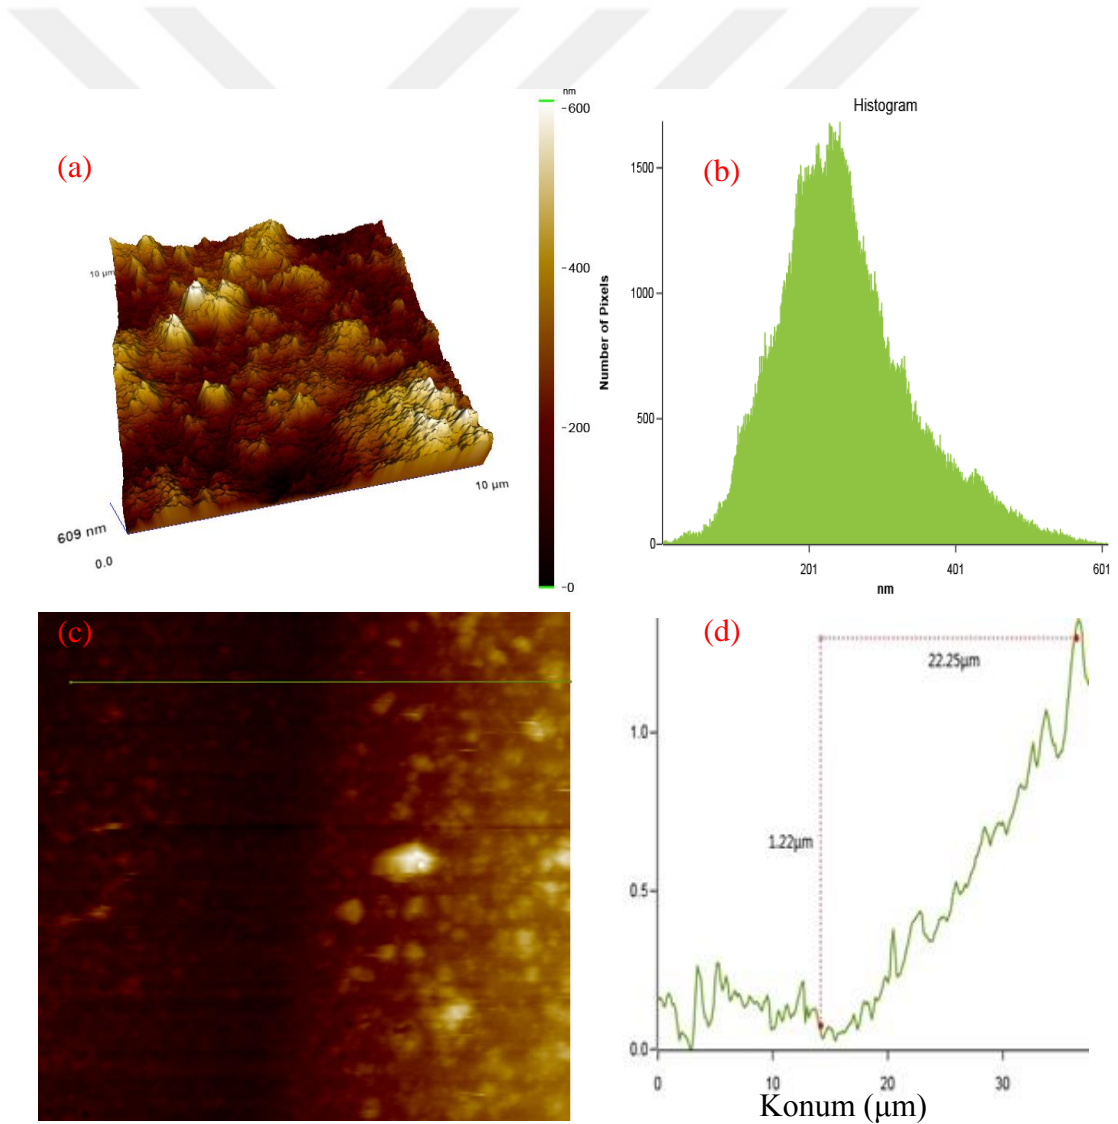 nm
600
(a)
400
10 µm
200
10 µm
609 nm
0.0
0
Histogram
(b)
1500
1000
500
0
Number of Pixels
201
401
601
nm
(c)
(d)
22.25µm
1.0
1.22µm
0.5
0.0
0
10
20
30
Konum (µm)